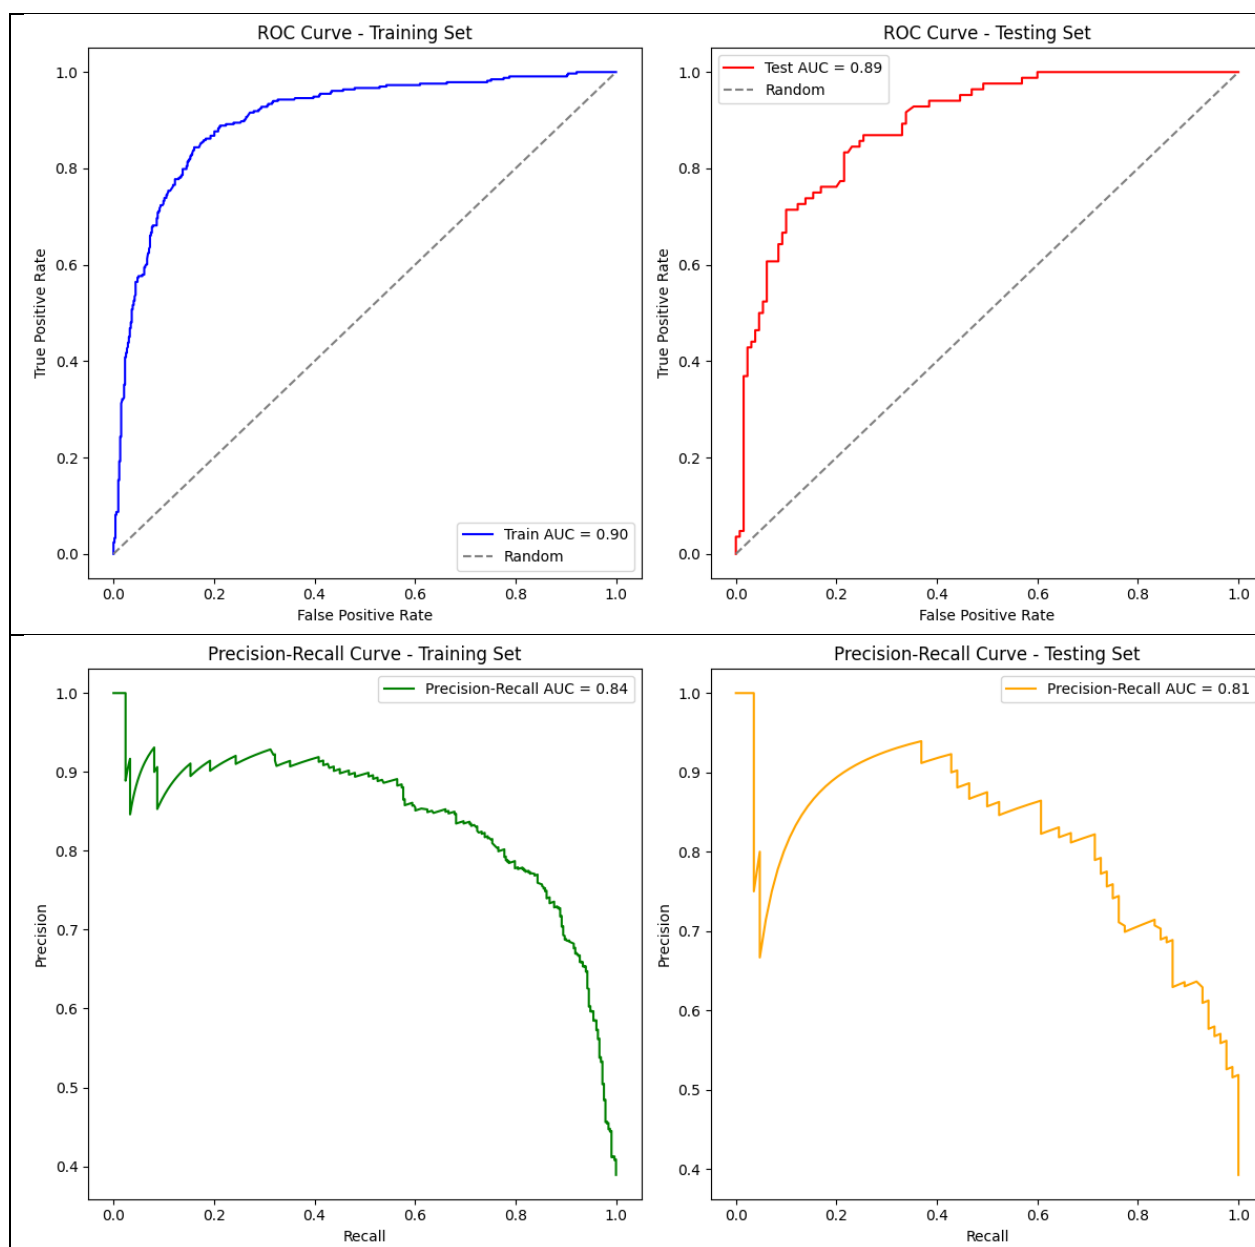 ROC Curve - Training Set
1.0
0.8
0.6
0.4
0.2
0.0
True Positive Rate
Train AUC = 0.90
Random
0.0 0.2 0.4 0.6 0.8 1.0
False Positive Rate
ROC Curve - Testing Set
Test AUC = 0.89
Random
1.0
0.8
0.6
0.4
0.2
0.0
True Positive Rate
0.0 0.2 0.4 0.6 0.8 1.0
False Positive Rate
Precision-Recall Curve - Training Set
Precision-Recall AUC = 0.84
1.0
0.9
0.8
0.7
0.6
0.5
0.4
Precision
0.0 0.2 0.4 0.6 0.8 1.0
Recall
Precision-Recall Curve - Testing Set
Precision-Recall AUC = 0.81
1.0
0.9
0.8
0.7
0.6
0.5
0.4
Precision
0.0 0.2 0.4 0.6 0.8 1.0
Recall